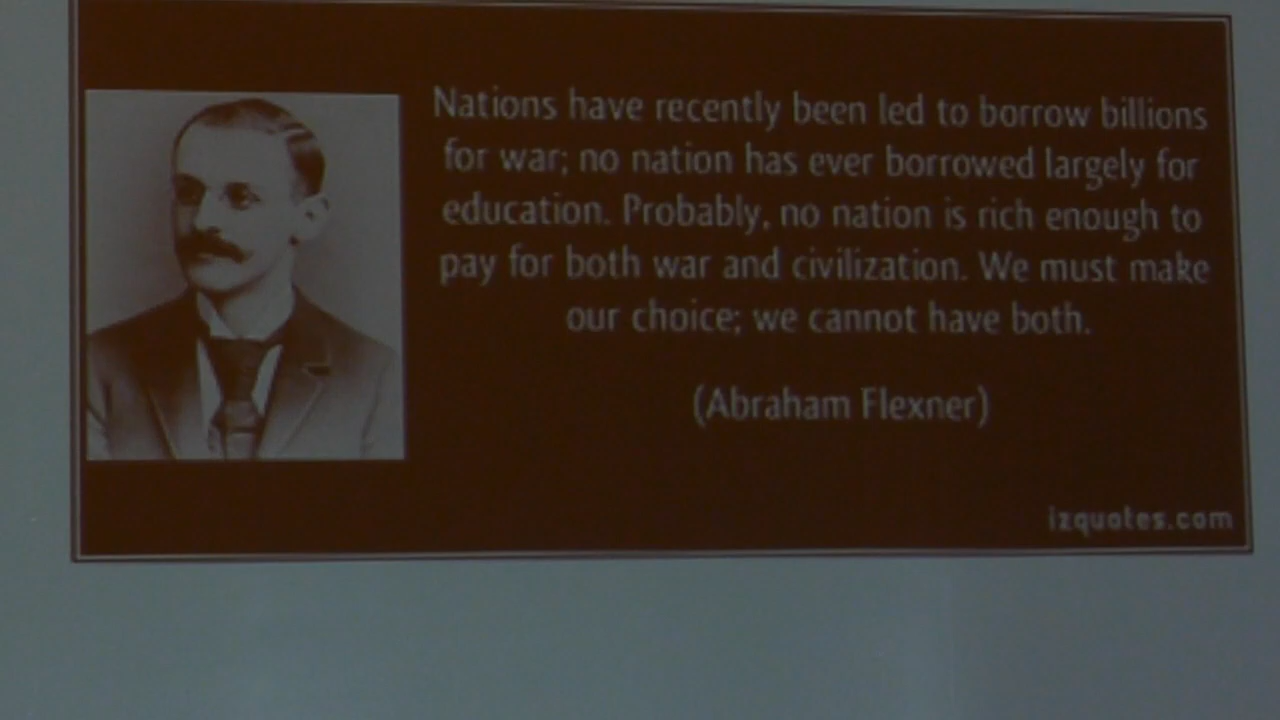 Nations have recently been led to borrow billions
for war; no nation has ever borrowed largely for
education. Probably, no nation is rich enough to
pay for both war and civilization. We must make
our choice; we cannot have both.
(Abraham Flexner)
izquotes.com